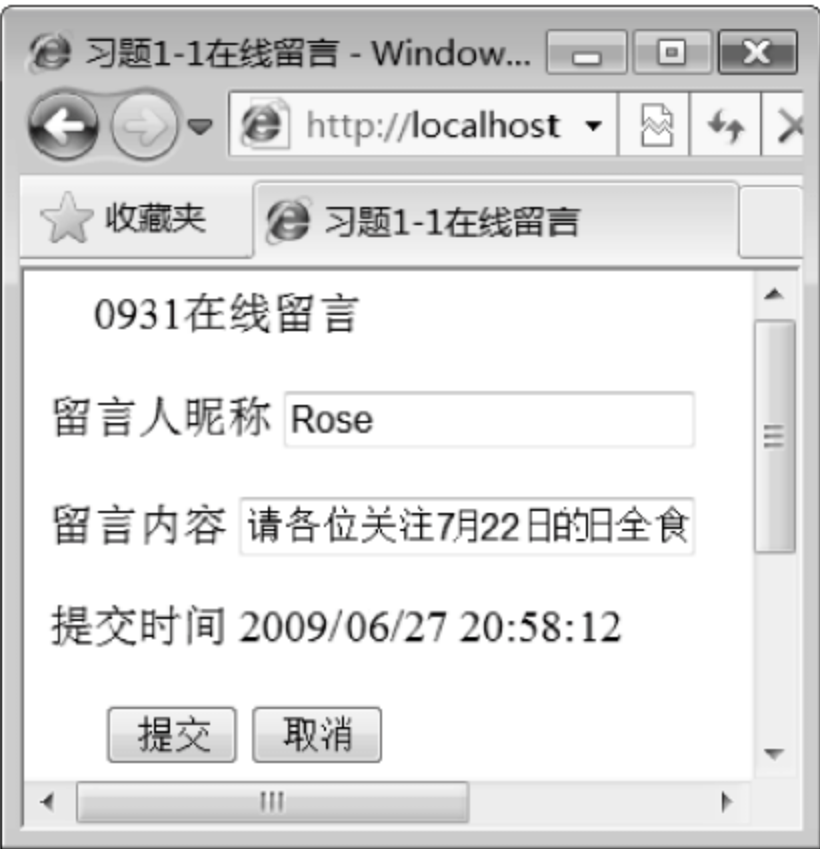 习题1-1在线留言 - Window...
http://localhost
收藏夹 习题1-1在线留言
0931在线留言
留言人昵称 Rose
留言内容 请各位关注7月22日的日全食
提交时间 2009/06/27 20:58:12
提交 取消